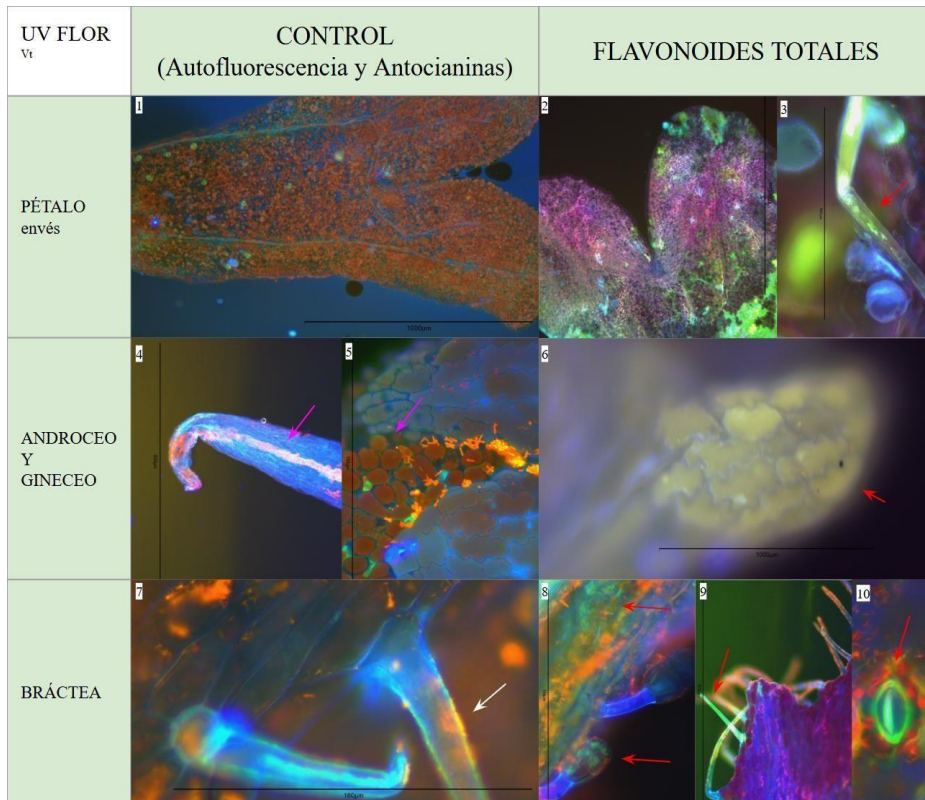 UV FLOR
Vt
CONTROL
(Autofluorescencia y Antocianinas)
FLAVONOIDES TOTALES
PÉTALO
envés
1
1000µm
2
3
ANDROCEO
Y
GINECEO
4
5
6
1000µm
BRÁCTEA
7
160µm
8
9
10